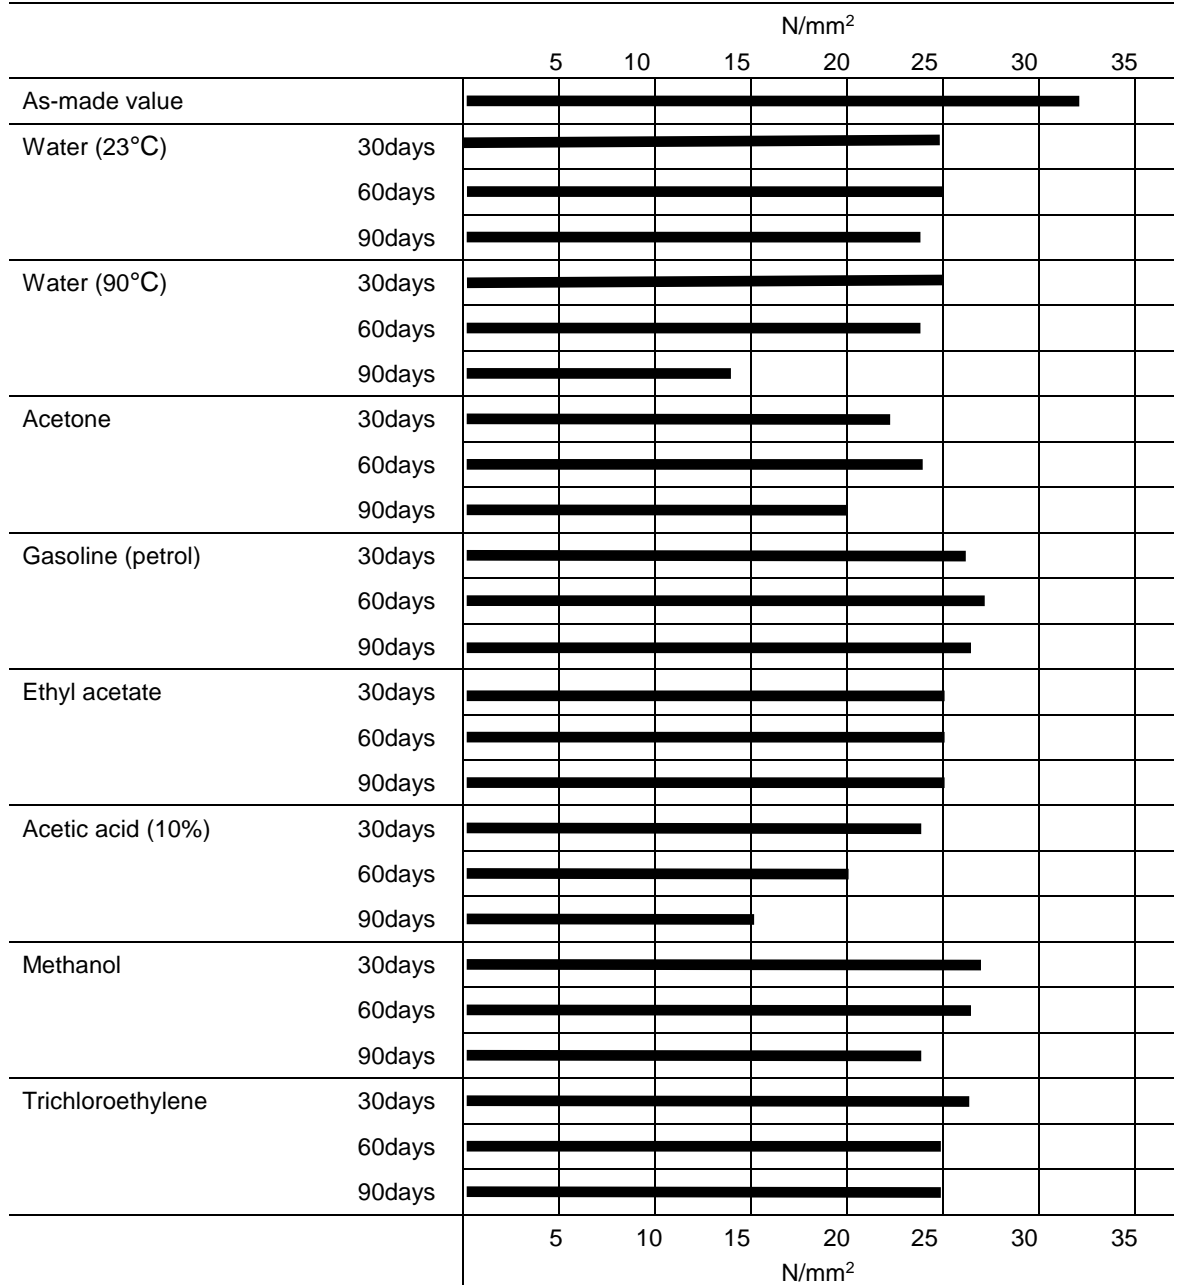 N/mm²
5 10 15 20 25 30 35
As-made value
Water (23°C) 30days
60days
90days
Water (90°C) 30days
60days
90days
Acetone 30days
60days
90days
Gasoline (petrol) 30days
60days
90days
Ethyl acetate 30days
60days
90days
Acetic acid (10%) 30days
60days
90days
Methanol 30days
60days
90days
Trichloroethylene 30days
60days
90days
5 10 15 20 25 30 35
N/mm²